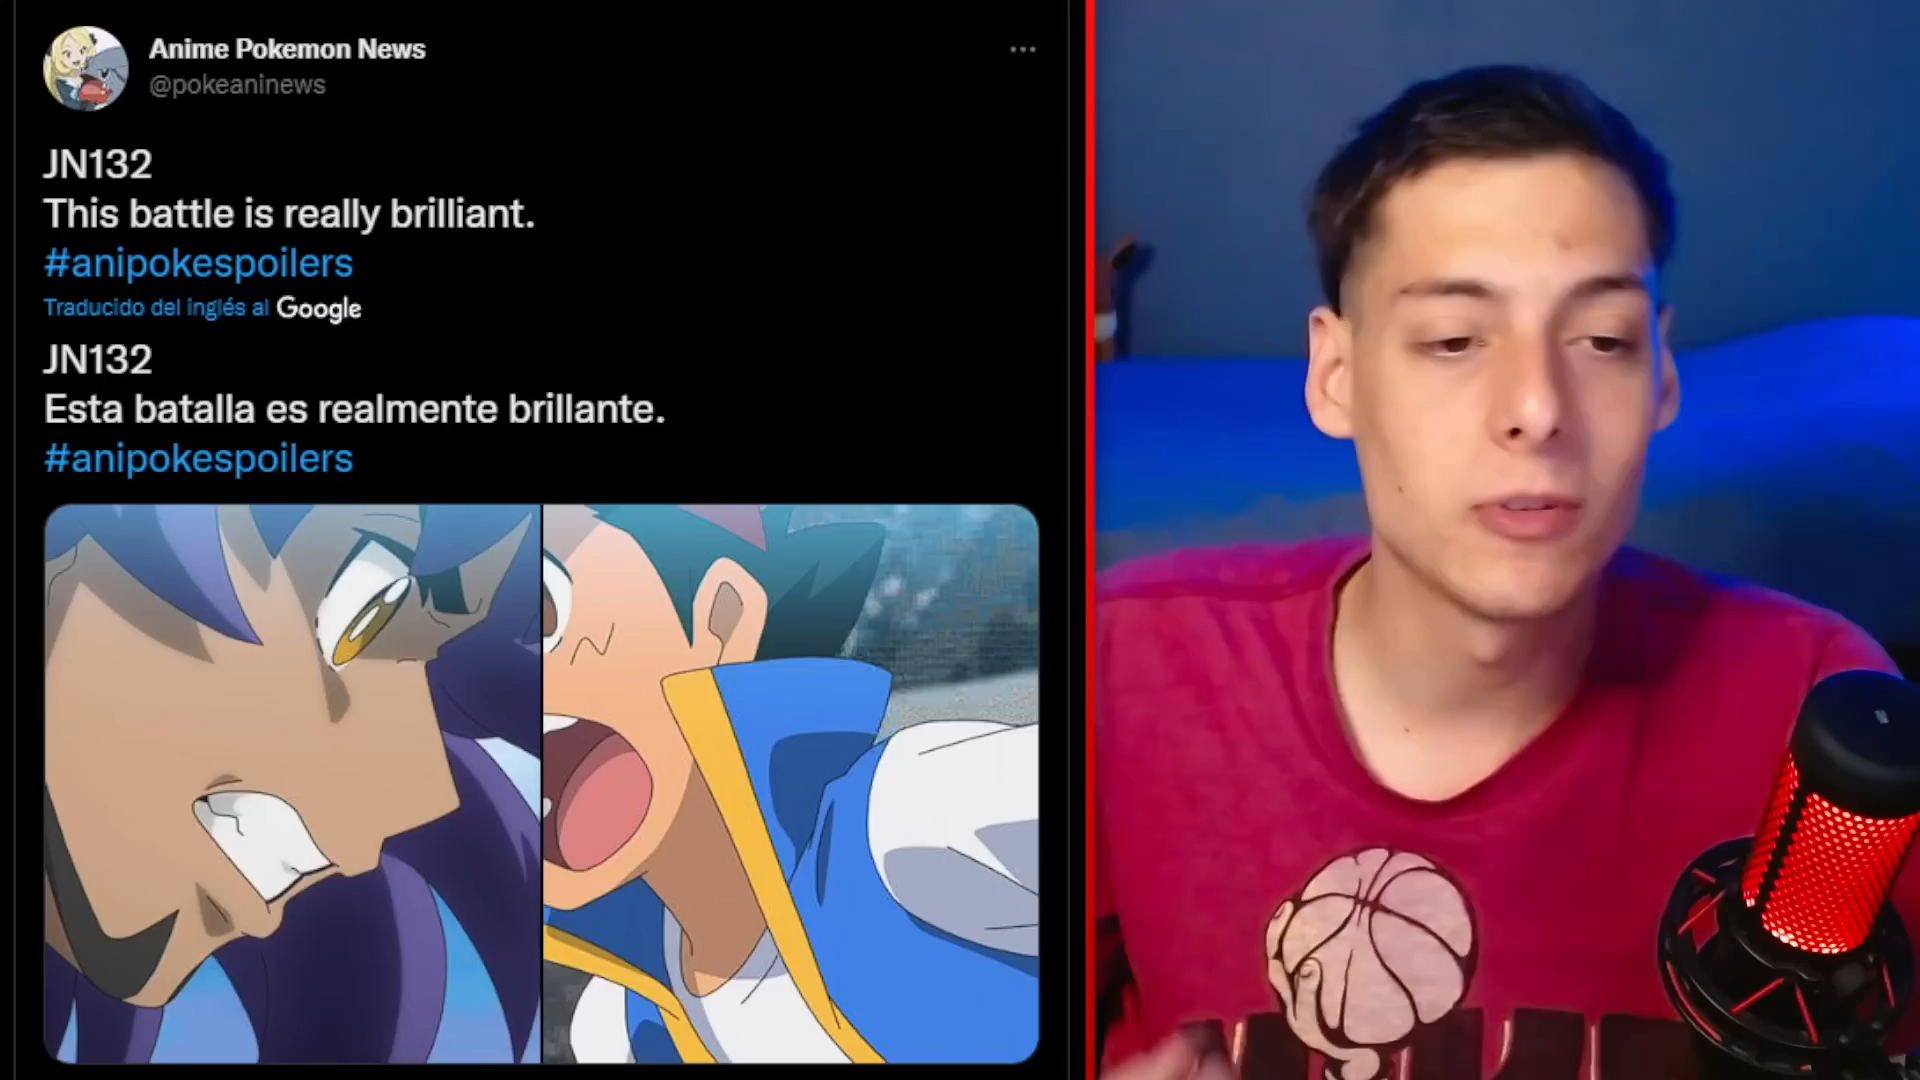 Anime Pokemon News
@pokeaninews
JN132
This battle is really brilliant.
#anipokespoilers
Traducido del inglés al Google
JN132
Esta batalla es realmente brillante.
#anipokespoilers